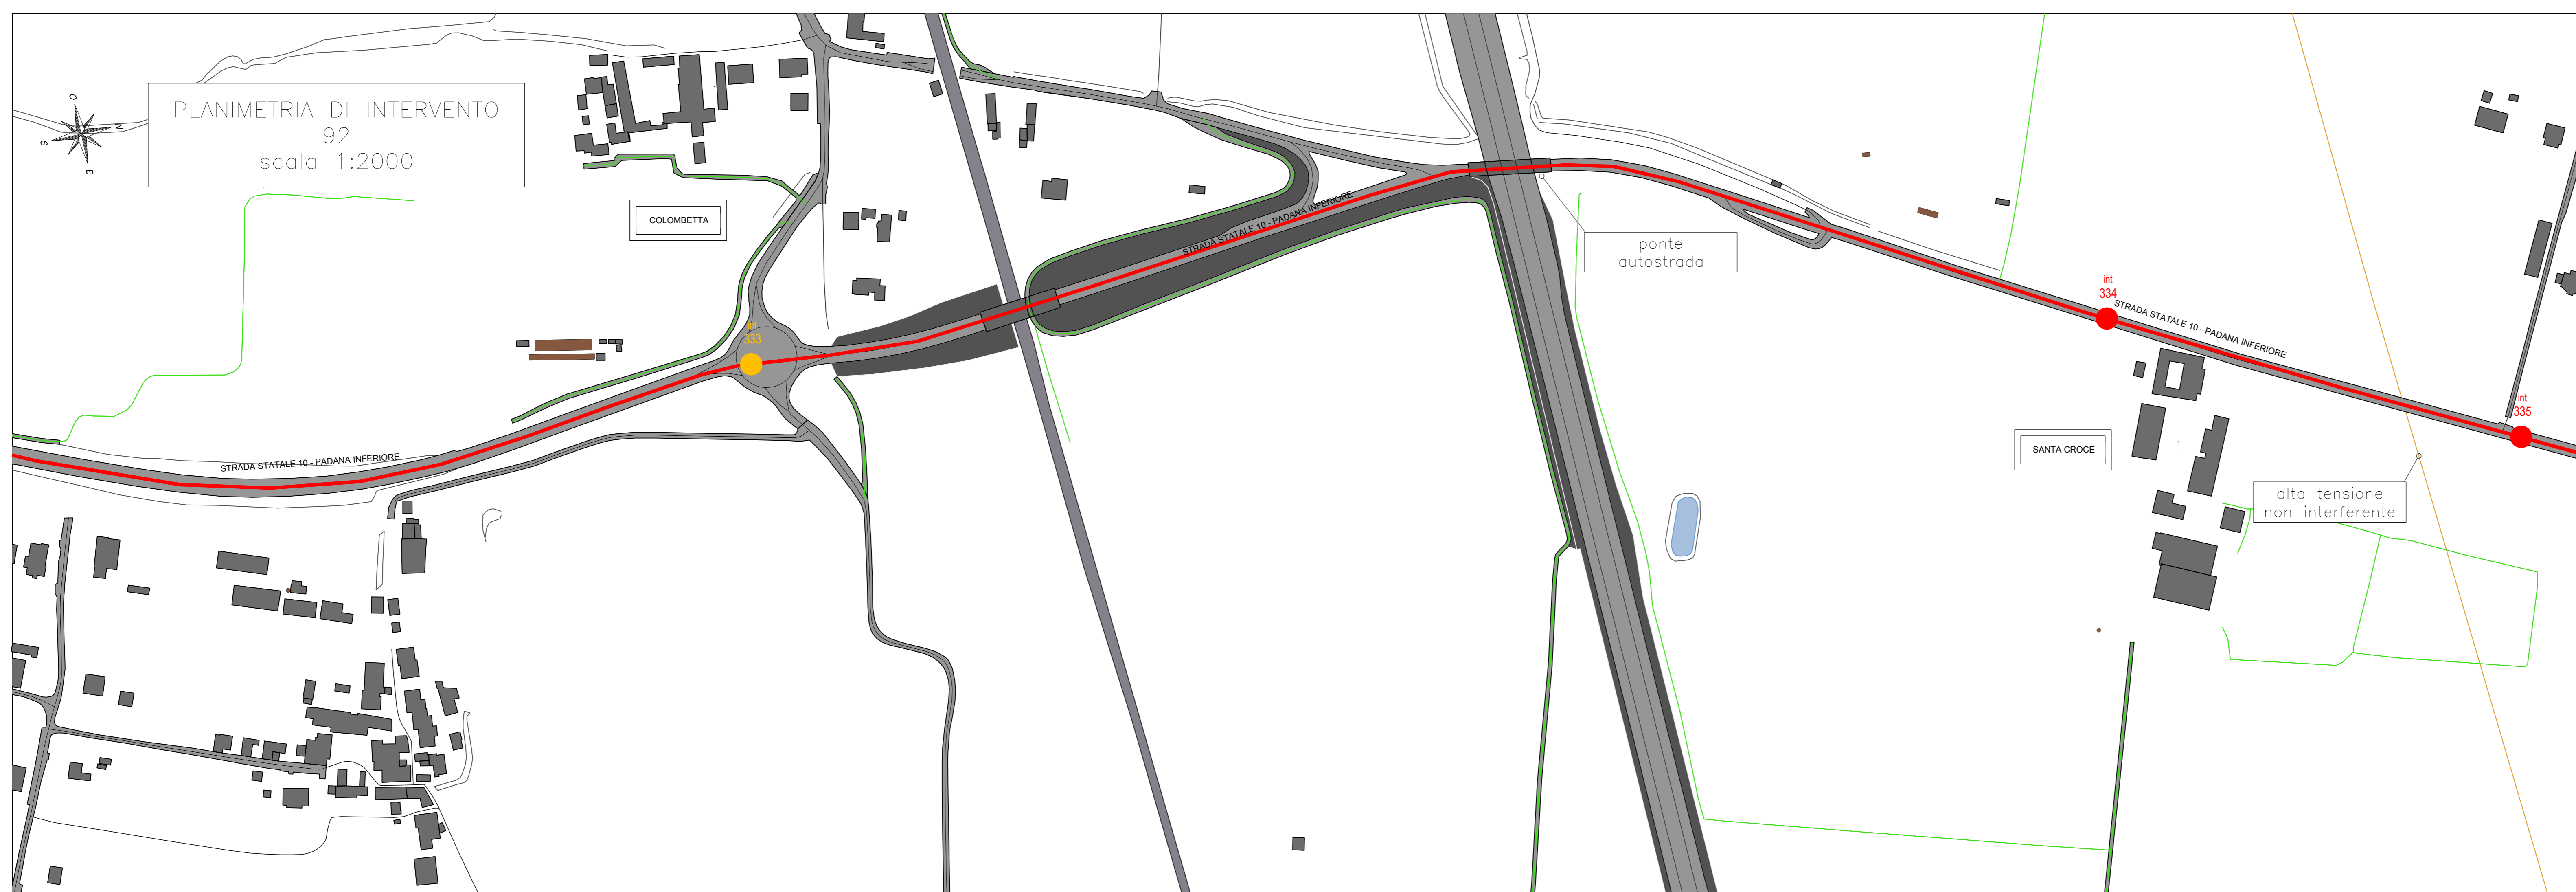 PLANIMETRIA DI INTERVENTO
92
scala 1:2000
O
N
S
E
COLOMBETTA
STRADA STATALE 10 - PADANA INFERIORE
ponte
autostrada
int
334
STRADA STATALE 10 - PADANA INFERIORE
int
333
int
335
STRADA STATALE 10 - PADANA INFERIORE
SANTA CROCE
alta tensione
non interferente